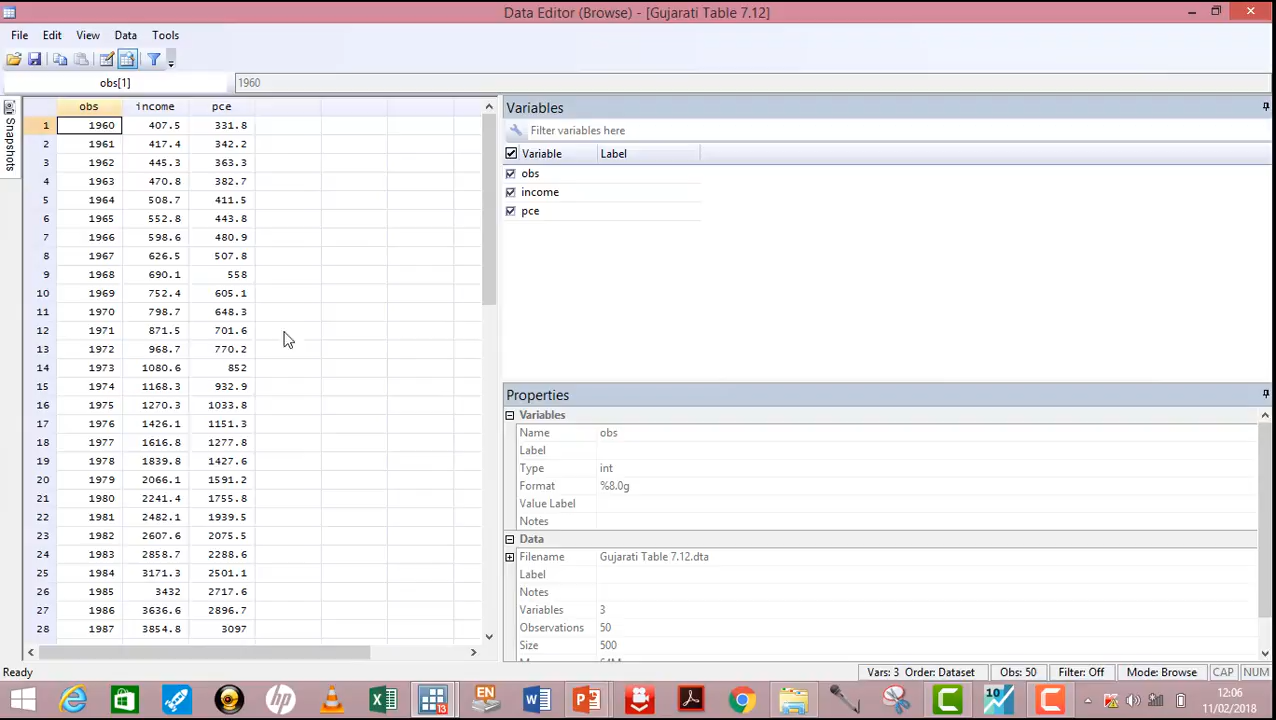 Data Editor (Browse) - [Gujarati Table 7.12]
File Edit View Data Tools
obs[1] 1960
Snapshots
obs income pce
1 1960 407.5 331.8
2 1961 417.4 342.2
3 1962 445.3 363.3
4 1963 470.8 382.7
5 1964 508.7 411.5
6 1965 552.8 443.8
7 1966 598.6 480.9
8 1967 626.5 507.8
9 1968 690.1 558
10 1969 752.4 605.1
11 1970 798.7 648.3
12 1971 871.5 701.6
13 1972 968.7 770.2
14 1973 1080.6 852
15 1974 1168.3 932.9
16 1975 1270.3 1033.8
17 1976 1426.1 1151.3
18 1977 1616.8 1277.8
19 1978 1839.8 1427.6
20 1979 2066.1 1591.2
21 1980 2241.4 1755.8
22 1981 2482.1 1939.5
23 1982 2607.6 2075.5
24 1983 2858.7 2288.6
25 1984 3171.3 2501.1
26 1985 3432 2717.6
27 1986 3636.6 2896.7
28 1987 3854.8 3097
Variables
Filter variables here
Variable Label
obs
income
pce
Properties
Variables
Name obs
Label
Type int
Format %8.0g
Value Label
Notes
Data
Filename Gujarati Table 7.12.dta
Label
Notes
Variables 3
Observations 50
Size 500
Ready Vars: 3 Order: Dataset Obs: 50 Filter: Off Mode: Browse CAP NUM
hp 13 EN 10
12:06
11/02/2018